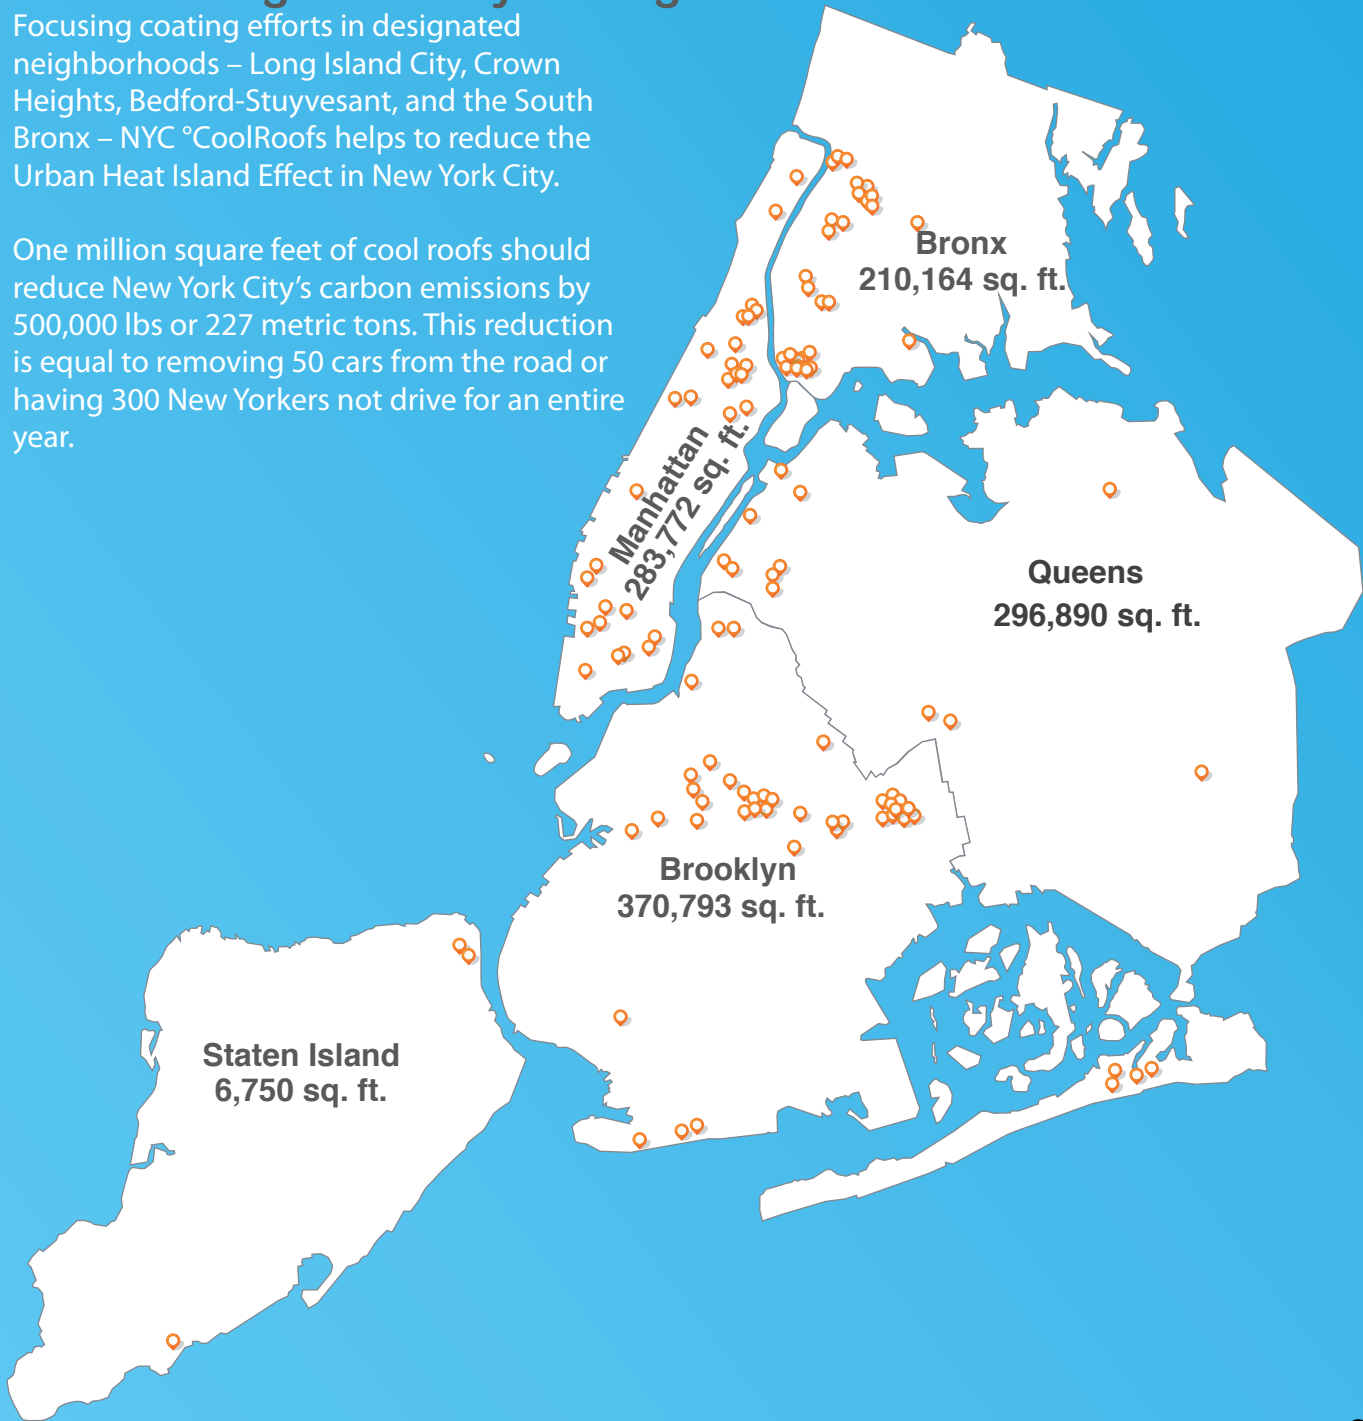 Focusing coating efforts in designated
neighborhoods – Long Island City, Crown
Heights, Bedford-Stuyvesant, and the South
Bronx – NYC °CoolRoofs helps to reduce the
Urban Heat Island Effect in New York City.
One million square feet of cool roofs should
reduce New York City’s carbon emissions by
500,000 lbs or 227 metric tons. This reduction
is equal to removing 50 cars from the road or
having 300 New Yorkers not drive for an entire
year.
Bronx
210,164 sq. ft.
Manhattan
283,772 sq. ft.
Queens
296,890 sq. ft.
Brooklyn
370,793 sq. ft.
Staten Island
6,750 sq. ft.